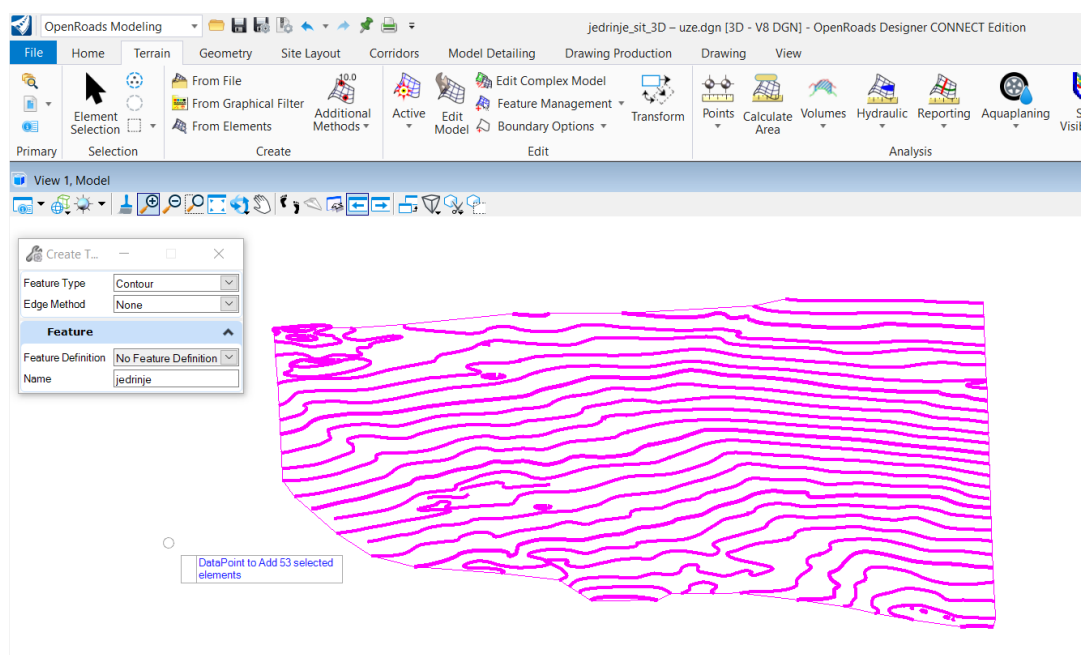 OpenRoads Modeling
jedrinje_sit_3D – uze.dgn [3D - V8 DGN] - OpenRoads Designer CONNECT Edition
File Home Terrain Geometry Site Layout Corridors Model Detailing Drawing Production Drawing View
Element
Selection
From File
From Graphical Filter
From Elements
10.0
Additional
Methods
Active
Edit
Model
Edit Complex Model
Feature Management
Boundary Options
Transform
Points
Calculate
Area
Volumes
Hydraulic
Reporting
Aquaplaning
Primary Selection Create Edit Analysis
View 1, Model
Create T...
Feature Type Contour
Edge Method None
Feature
Feature Definition No Feature Definition
Name jedrinje
DataPoint to Add 53 selected
elements